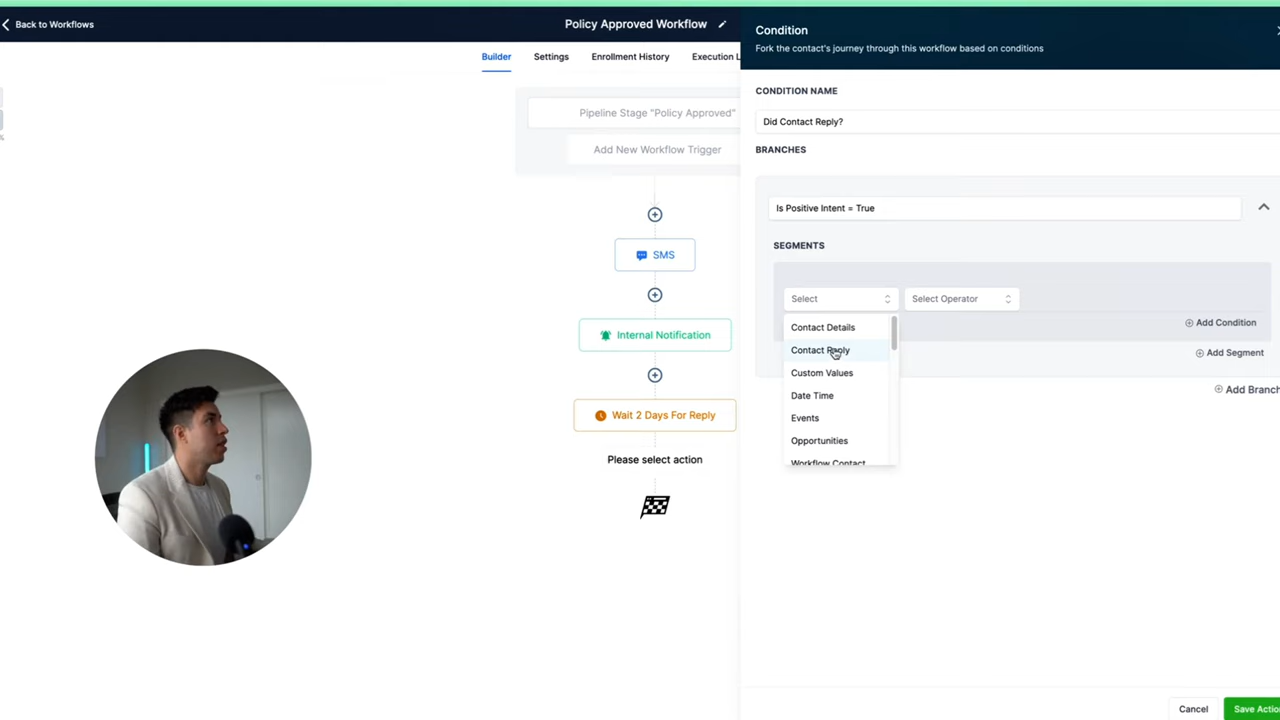 Back to Workflows
Policy Approved Workflow
Builder
Settings
Enrollment History
Execution L
Pipeline Stage "Policy Approved"
Add New Workflow Trigger
SMS
Internal Notification
Wait 2 Days For Reply
Please select action
Condition
Fork the contact's journey through this workflow based on conditions
CONDITION NAME
Did Contact Reply?
BRANCHES
Is Positive Intent = True
SEGMENTS
Select
Select Operator
Contact Details
Contact Reply
Custom Values
Date Time
Events
Opportunities
Workflow Contact
Add Condition
Add Segment
Add Branch
Cancel
Save Actio